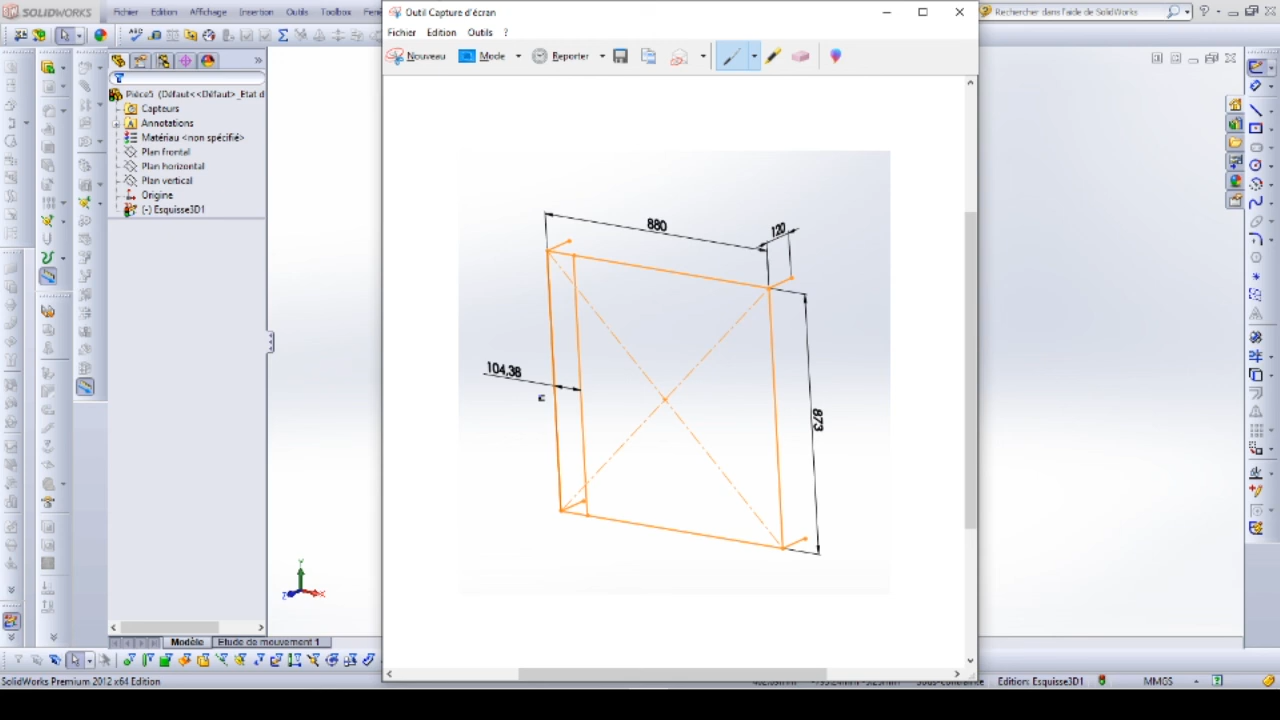 SOLIDWORKS
Fichier Edition Affichage Insertion Outils Toolbox
Rechercher dans l'aide de SolidWorks
Outil Capture d'écran
Fichier Edition Outils ?
Nouveau Mode Reporter
Pièce5 (Défaut<<Défaut>_Etat d
Capteurs
Annotations
Matériau <non spécifié>
Plan frontal
Plan horizontal
Plan vertical
Origine
(-) Esquisse3D1
880
120
104,38
873
Y
X
Z
Modèle Etude de mouvement 1
SolidWorks Premium 2012 x64 Edition
Edition: Esquisse3D1
MMGS